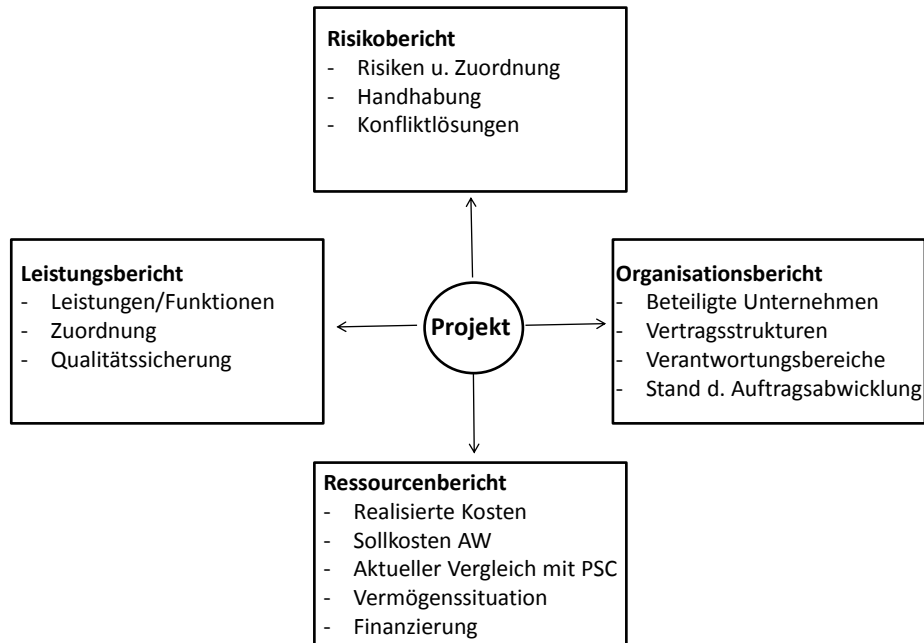 Risikobericht
- Risiken u. Zuordnung
- Handhabung
- Konfliktlösungen
Leistungsbericht
- Leistungen/Funktionen
- Zuordnung
- Qualitätssicherung
Projekt
Organisationsbericht
- Beteiligte Unternehmen
- Vertragsstrukturen
- Verantwortungsbereiche
- Stand d. Auftragsabwicklung
Ressourcenbericht
- Realisierte Kosten
- Sollkosten AW
- Aktueller Vergleich mit PSC
- Vermögenssituation
- Finanzierung